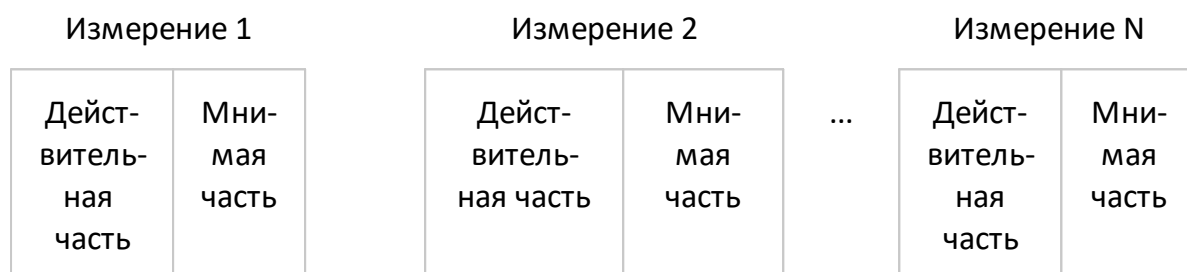 Измерение 1
Измерение 2
Измерение N
Дейст-
витель-
ная
часть
Мни-
мая
часть
Дейст-
витель-
ная часть
Мни-
мая
часть
...
Дейст-
витель-
ная
часть
Мни-
мая
часть